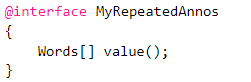 @interface MyRepeatedAnnos
{
    Words[] value();
}